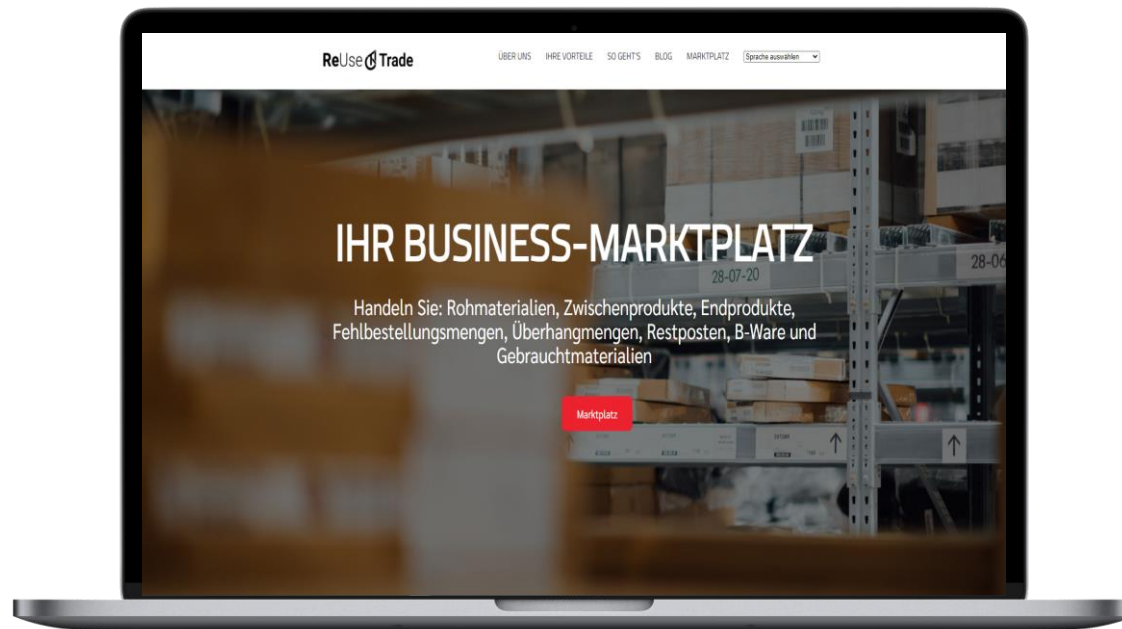 ReUse Trade
ÜBER UNS IHRE VORTEILE SO GEHT'S BLOG MARKTPLATZ Sprache auswählen
IHR BUSINESS-MARKTPLATZ
28-07-20
28-06
Handeln Sie: Rohmaterialien, Zwischenprodukte, Endprodukte,
Fehlbestellungsmengen, Überhangmengen, Restposten, B-Ware und
Gebrauchtmaterialien
Marktplatz